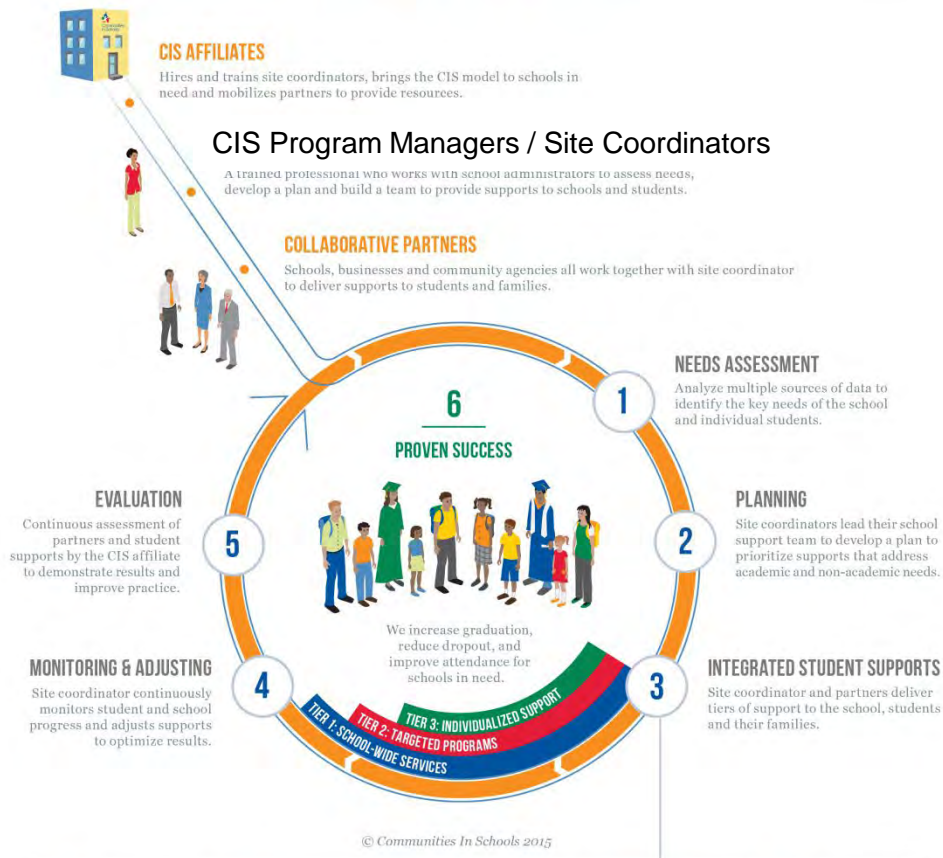 CIS AFFILIATES
Hires and trains site coordinators, brings the CIS model to schools in
need and mobilizes partners to provide resources.
CIS Program Managers / Site Coordinators
A trained professional who works with school administrators to assess needs,
develop a plan and build a team to provide supports to schools and students.
COLLABORATIVE PARTNERS
Schools, businesses and community agencies all work together with site coordinator
to deliver supports to students and families.
1
NEEDS ASSESSMENT
Analyze multiple sources of data to
identify the key needs of the school
and individual students.
2
PLANNING
Site coordinators lead their school
support team to develop a plan to
prioritize supports that address
academic and non-academic needs.
3
INTEGRATED STUDENT SUPPORTS
Site coordinator and partners deliver
tiers of support to the school, students
and their families.
TIER 3: INDIVIDUALIZED SUPPORT
TIER 2: TARGETED PROGRAMS
TIER 1: SCHOOL-WIDE SERVICES
4
MONITORING & ADJUSTING
Site coordinator continuously
monitors student and school
progress and adjusts supports
to optimize results.
5
EVALUATION
Continuous assessment of
partners and student
supports by the CIS affiliate
to demonstrate results and
improve practice.
6
PROVEN SUCCESS
We increase graduation,
reduce dropout, and
improve attendance for
schools in need.
© Communities In Schools 2015